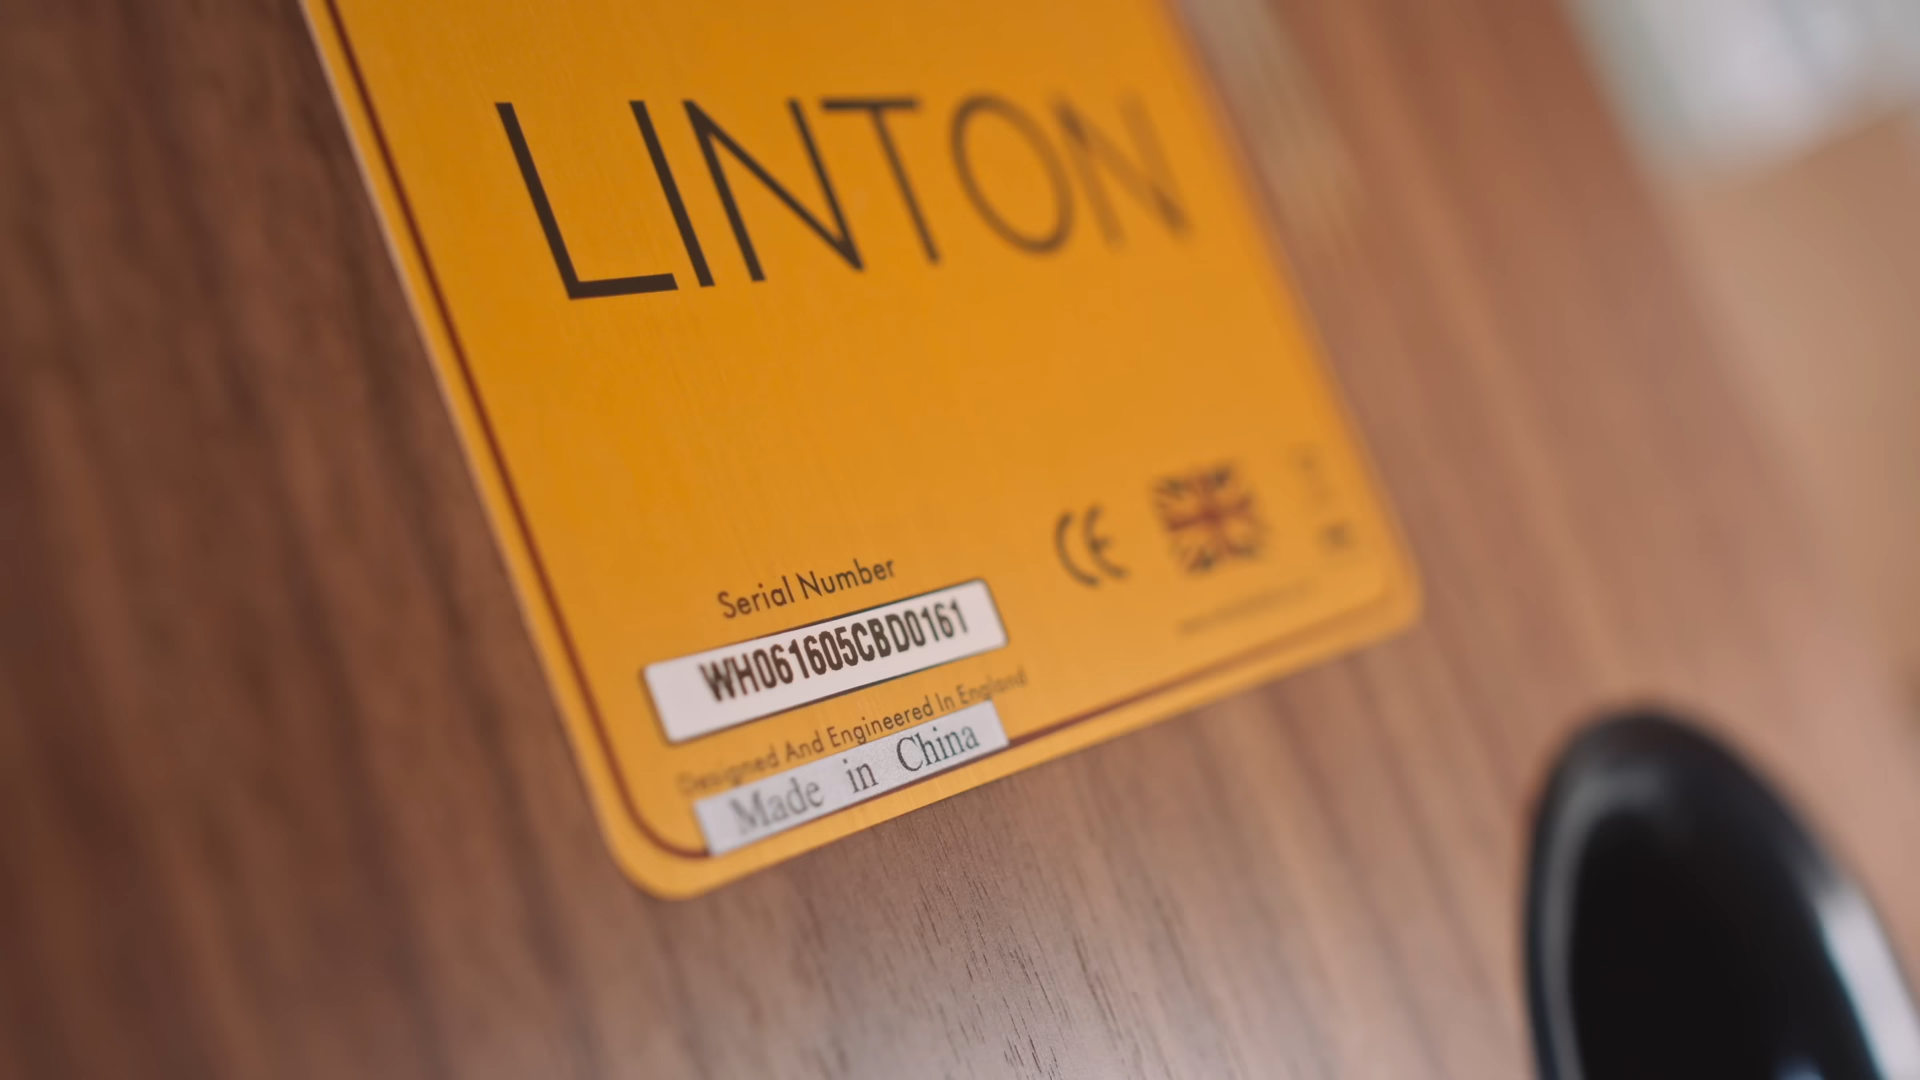 LINTON
CE
Serial Number
WH061605CBD0161
Designed And Engineered In England
Made in China